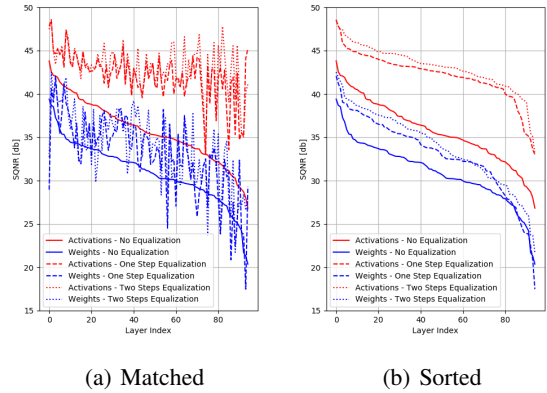 50
45
40
35
30
25
20
15
SQNR [db]
Activations - No Equalization
Weights - No Equalization
Activations - One Step Equalization
Weights - One Step Equalization
Activations - Two Steps Equalization
Weights - Two Steps Equalization
0 20 40 60 80
Layer Index
(a) Matched
50
45
40
35
30
25
20
15
SQNR [db]
Activations - No Equalization
Weights - No Equalization
Activations - One Step Equalization
Weights - One Step Equalization
Activations - Two Steps Equalization
Weights - Two Steps Equalization
0 20 40 60 80
Layer Index
(b) Sorted